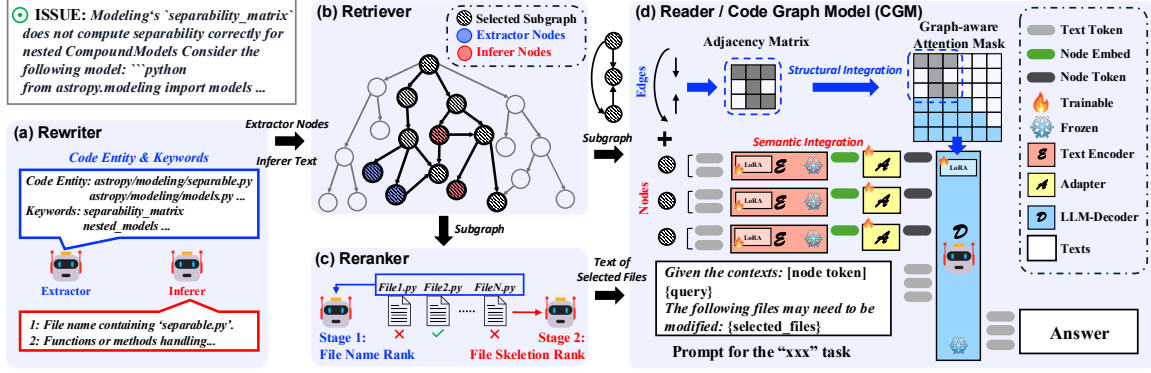 ISSUE: Modeling's `separability_matrix`
does not compute separability correctly for
nested CompoundModels Consider the
following model: ```python
from astropy.modeling import models ...
(a) Rewriter
Code Entity & Keywords
Code Entity: astropy/modeling/separable.py
astropy/modeling/models.py ...
Keywords: separability_matrix
nested_models ...
Extractor
Inferer
1: File name containing 'separable.py'.
2: Functions or methods handling...
Extractor Nodes
Inferer Text
(b) Retriever
Selected Subgraph
Extractor Nodes
Inferer Nodes
Subgraph
(c) Reranker
File1.py
File2.py
.....
FileN.py
Stage 1:
File Name Rank
Stage 2:
File Skeletion Rank
Subgraph
Text of
Selected Files
(d) Reader / Code Graph Model (CGM)
Edges
Adjacency Matrix
Structural Integration
Graph-aware
Attention Mask
+
Semantic Integration
Nodes
LoRA
E
A
LoRA
E
A
LoRA
E
A
LoRA
D
Given the contexts: [node token]
{query}
The following files may need to be
modified: {selected_files}
Prompt for the "xxx" task
Answer
Text Token
Node Embed
Node Token
Trainable
Frozen
E Text Encoder
A Adapter
D LLM-Decoder
Texts